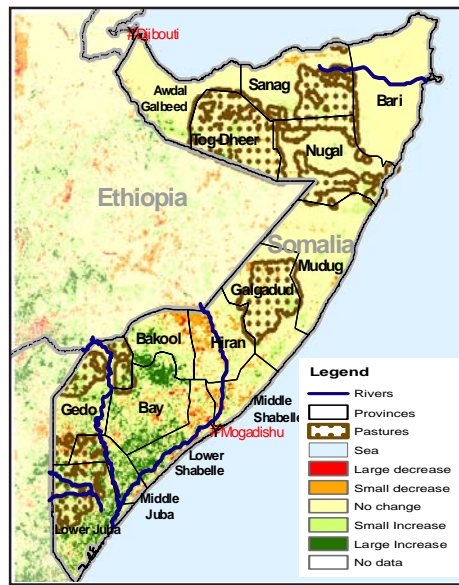 Djibouti
Sanag
Awdal
Galbeed
Bari
Tog-Dheer
Nugal
Ethiopia
Somalia
Mudug
Galgadud
Bakool
Hiran
Gedo
Bay
Middle
Shabelle
Mogadishu
Lower
Shabelle
Middle
Juba
Lower Juba
Legend
Rivers
Provinces
Pastures
Sea
Large decrease
Small decrease
No change
Small Increase
Large Increase
No data